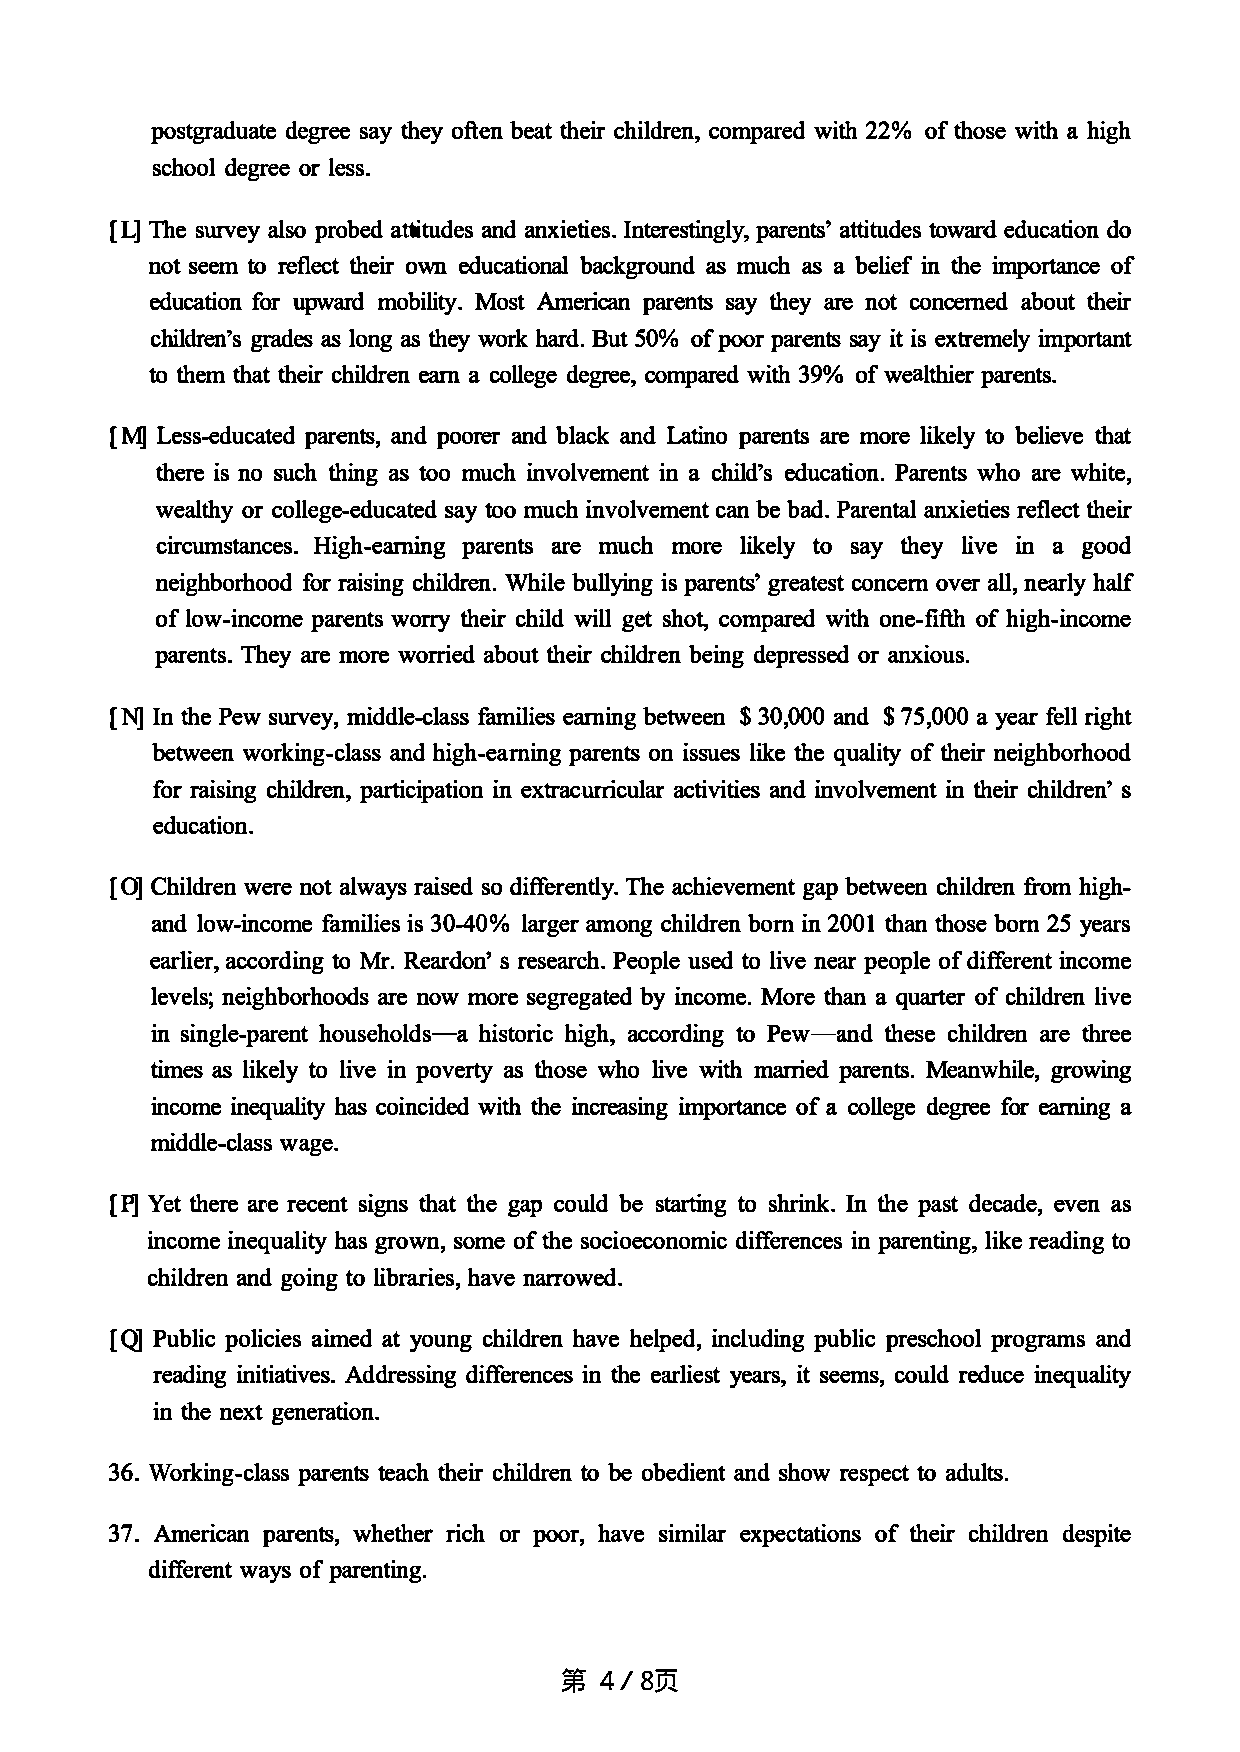 postgraduate degree say they often beat their children, compared with 22% of those with a high
school degree or less.
[L] The survey also probed attitudes and anxieties. Interestingly, parents’ attitudes toward education do
not seem to reflect their own educational background as much as a belief in the importance of
education for upward mobility. Most American parents say they are not concerned about their
children’s grades as long as they work hard. But 50% of poor parents say it is extremely important
to them that their children earn a college degree, compared with 39% of wealthier parents.
[M] Less-educated parents, and poorer and black and Latino parents are more likely to believe that
there is no such thing as too much involvement in a child’s education. Parents who are white,
wealthy or college-educated say too much involvement can be bad. Parental anxieties reflect their
circumstances. High-earning parents are much more likely to say they live in a good
neighborhood for raising children. While bullying is parents’ greatest concern over all, nearly half
of low-income parents worry their child will get shot, compared with one-fifth of high-income
parents. They are more worried about their children being depressed or anxious.
[N] In the Pew survey, middle-class families earning between $ 30,000 and $ 75,000 a year fell right
between working-class and high-earning parents on issues like the quality of their neighborhood
for raising children, participation in extracurricular activities and involvement in their children’ s
education.
[O] Children were not always raised so differently. The achievement gap between children from high-
and low-income families is 30-40% larger among children born in 2001 than those born 25 years
earlier, according to Mr. Reardon’ s research. People used to live near people of different income
levels; neighborhoods are now more segregated by income. More than a quarter of children live
in single-parent households—a historic high, according to Pew—and these children are three
times as likely to live in poverty as those who live with married parents. Meanwhile, growing
income inequality has coincided with the increasing importance of a college degree for earning a
middle-class wage.
[P] Yet there are recent signs that the gap could be starting to shrink. In the past decade, even as
income inequality has grown, some of the socioeconomic differences in parenting, like reading to
children and going to libraries, have narrowed.
[Q] Public policies aimed at young children have helped, including public preschool programs and
reading initiatives. Addressing differences in the earliest years, it seems, could reduce inequality
in the next generation.
36. Working-class parents teach their children to be obedient and show respect to adults.
37. American parents, whether rich or poor, have similar expectations of their children despite
different ways of parenting.
第 4 / 8页